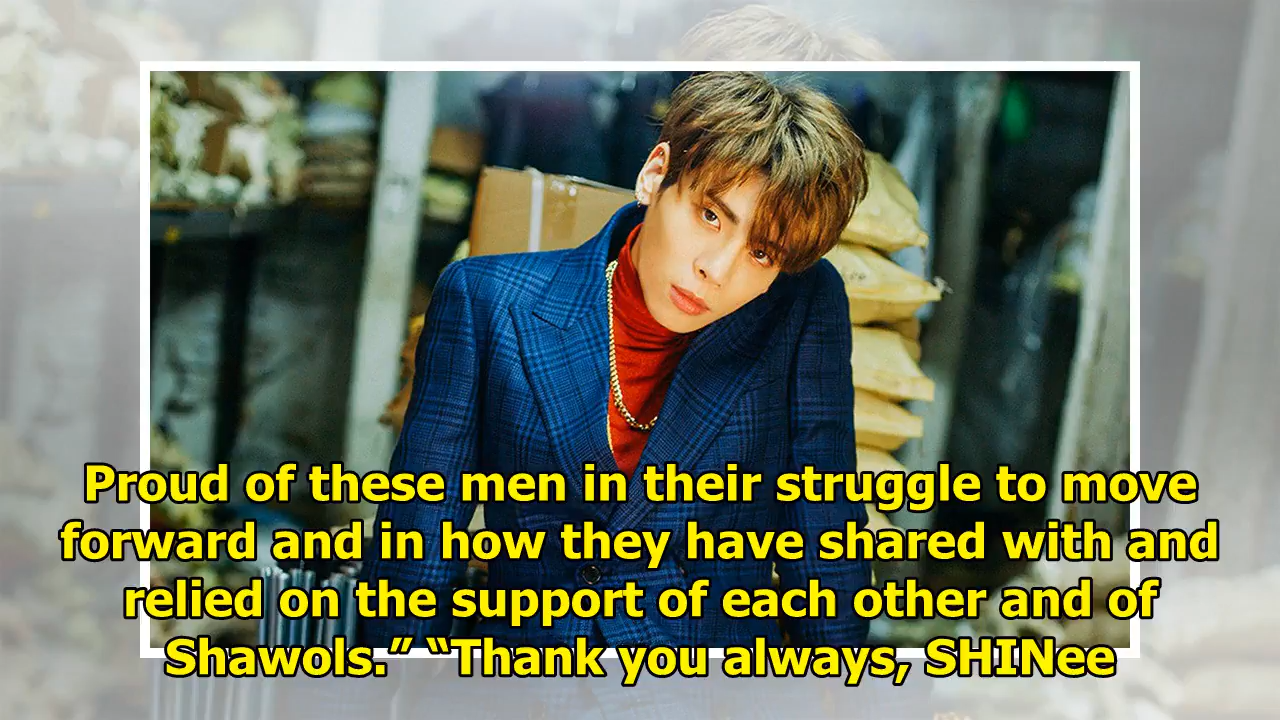 Proud of these men in their struggle to move
forward and in how they have shared with and
relied on the support of each other and of
Shawols.” “Thank you always, SHINee